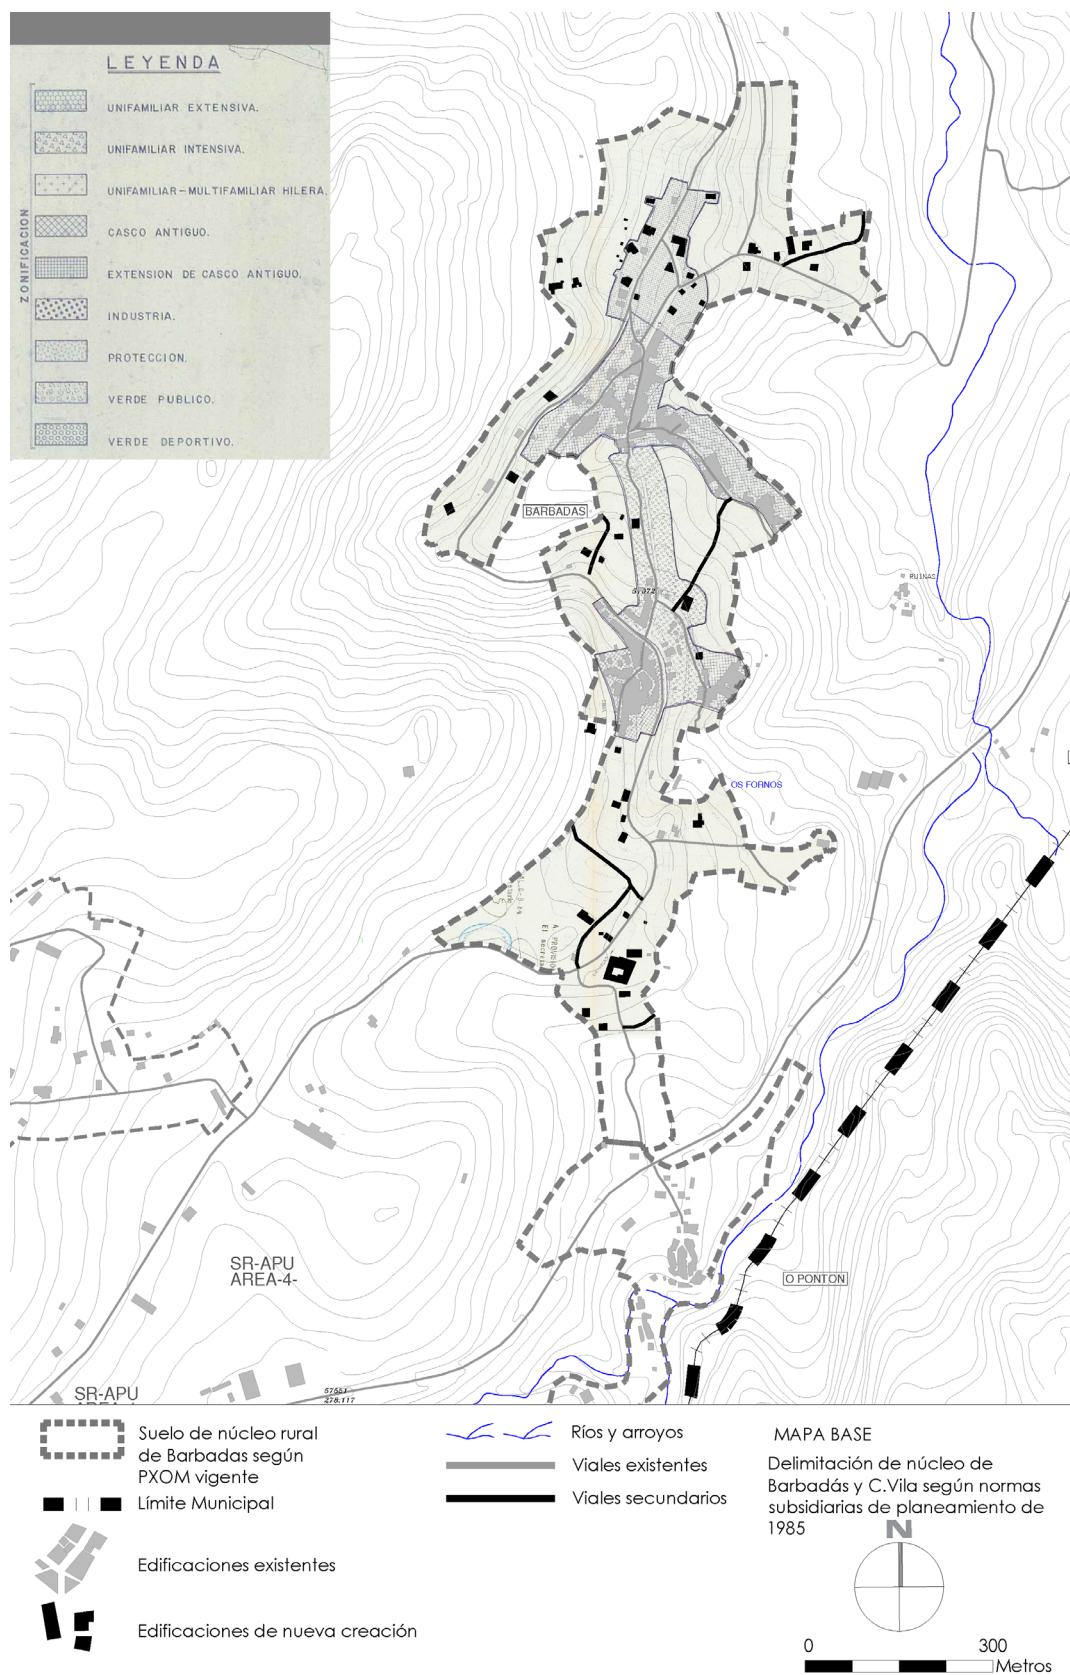 LEYENDA
ZONIFICACION
UNIFAMILIAR EXTENSIVA.
UNIFAMILIAR INTENSIVA.
UNIFAMILIAR-MULTIFAMILIAR HILERA.
CASCO ANTIGUO.
EXTENSION DE CASCO ANTIGUO.
INDUSTRIA.
PROTECCION.
VERDE PUBLICO.
VERDE DEPORTIVO.
BARBADAS
RUINAS
OS FORNOS
SR-APU
AREA-4-
O PONTON
SR-APU
57551
278.117
Suelo de núcleo rural
de Barbadas según
PXOM vigente
Límite Municipal
Edificaciones existentes
Edificaciones de nueva creación
Ríos y arroyos
Viales existentes
Viales secundarios
MAPA BASE
Delimitación de núcleo de
Barbadás y C.Vila según normas
subsidiarias de planeamiento de
1985
N
0 300
Metros